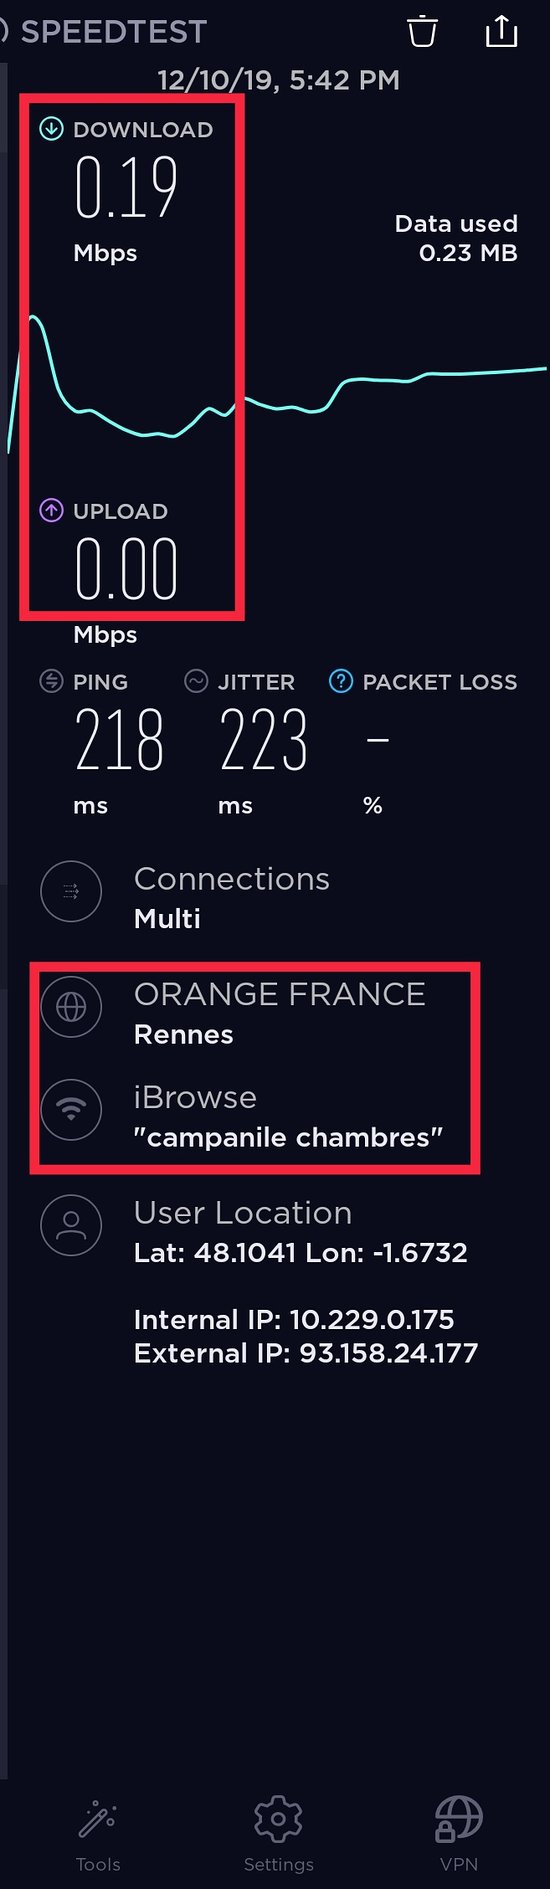 SPEEDTEST
12/10/19, 5:42 PM
DOWNLOAD
0.19
Mbps
Data used
0.23 MB
UPLOAD
0.00
Mbps
PING
218
ms
JITTER
223
ms
PACKET LOSS
–
%
Connections
Multi
ORANGE FRANCE
Rennes
iBrowse
"campanile chambres"
User Location
Lat: 48.1041 Lon: -1.6732
Internal IP: 10.229.0.175
External IP: 93.158.24.177
Tools
Settings
VPN